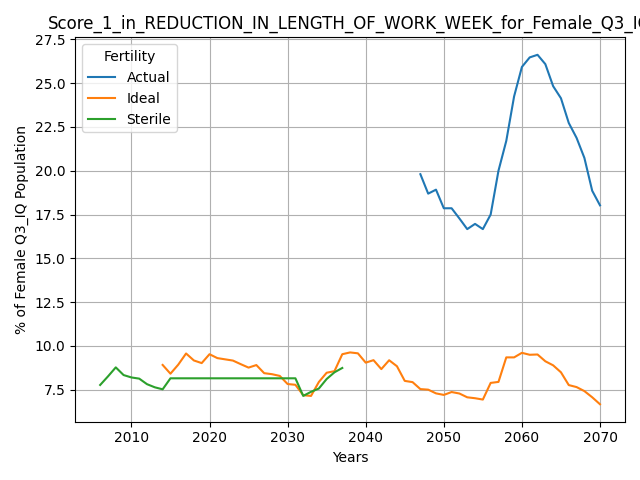 Score_1_in_REDUCTION_IN_LENGTH_OF_WORK_WEEK_for_Female_Q3_IQ
27.5
25.0
22.5
20.0
17.5
15.0
12.5
10.0
7.5
% of Female Q3_IQ Population
Fertility
Actual
Ideal
Sterile
2010 2020 2030 2040 2050 2060 2070
Years